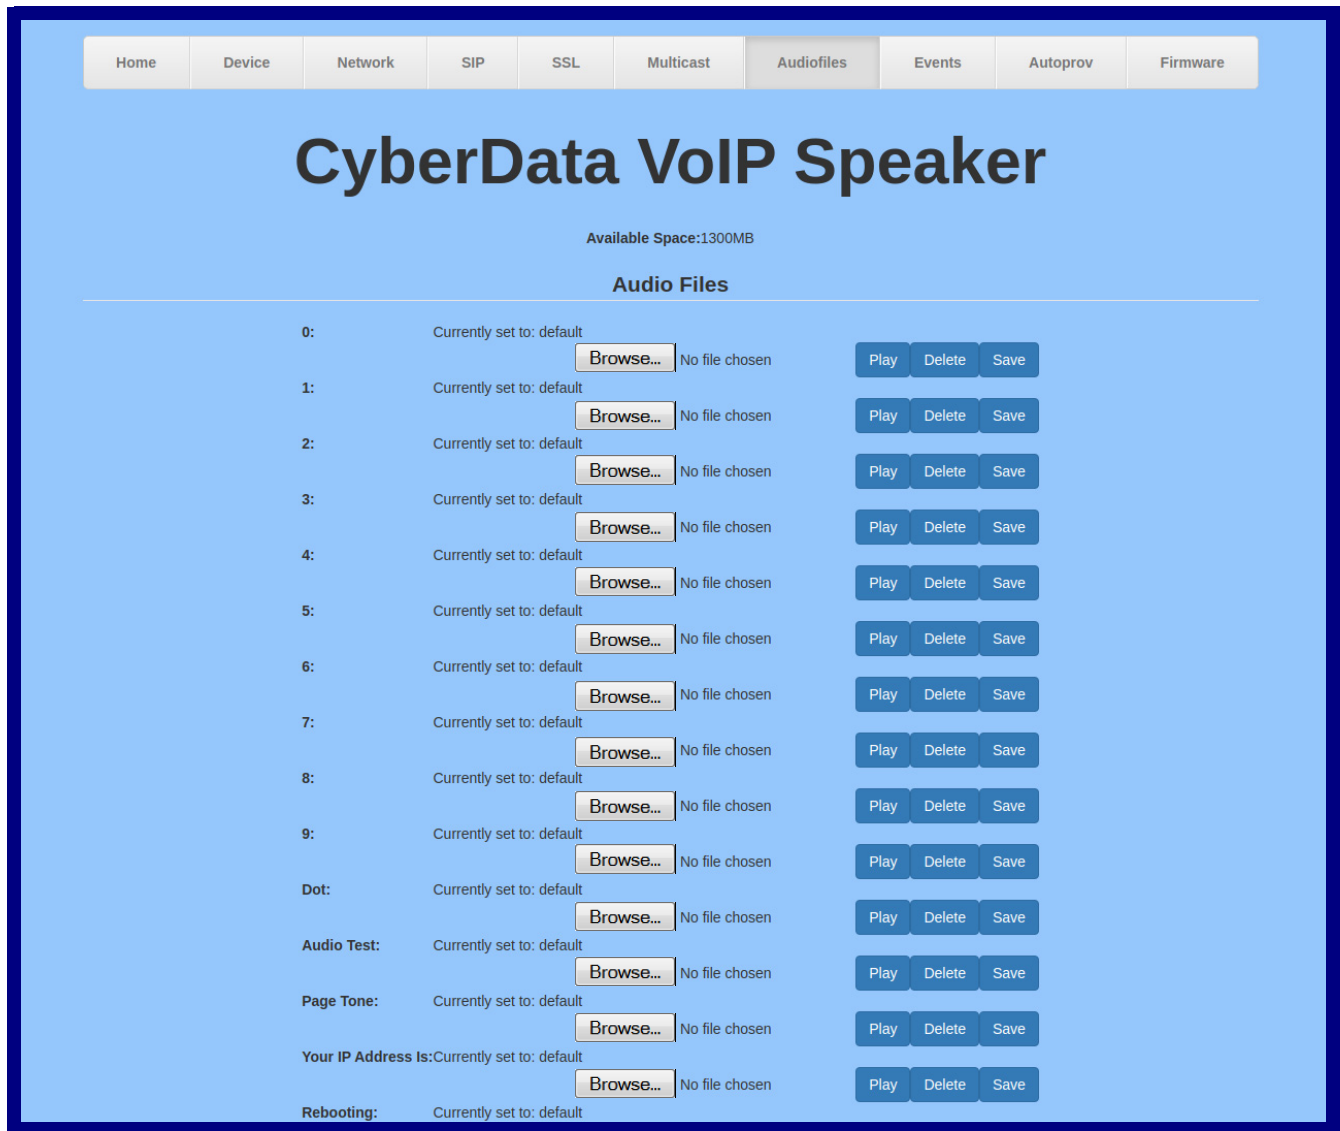 Home Device Network SIP SSL Multicast Audiofiles Events Autoprov Firmware
CyberData VoIP Speaker
Available Space:1300MB
Audio Files
0: Currently set to: default
Browse... No file chosen Play Delete Save
1: Currently set to: default
Browse... No file chosen Play Delete Save
2: Currently set to: default
Browse... No file chosen Play Delete Save
3: Currently set to: default
Browse... No file chosen Play Delete Save
4: Currently set to: default
Browse... No file chosen Play Delete Save
5: Currently set to: default
Browse... No file chosen Play Delete Save
6: Currently set to: default
Browse... No file chosen Play Delete Save
7: Currently set to: default
Browse... No file chosen Play Delete Save
8: Currently set to: default
Browse... No file chosen Play Delete Save
9: Currently set to: default
Browse... No file chosen Play Delete Save
Dot: Currently set to: default
Browse... No file chosen Play Delete Save
Audio Test: Currently set to: default
Browse... No file chosen Play Delete Save
Page Tone: Currently set to: default
Browse... No file chosen Play Delete Save
Your IP Address Is:Currently set to: default
Browse... No file chosen Play Delete Save
Rebooting: Currently set to: default